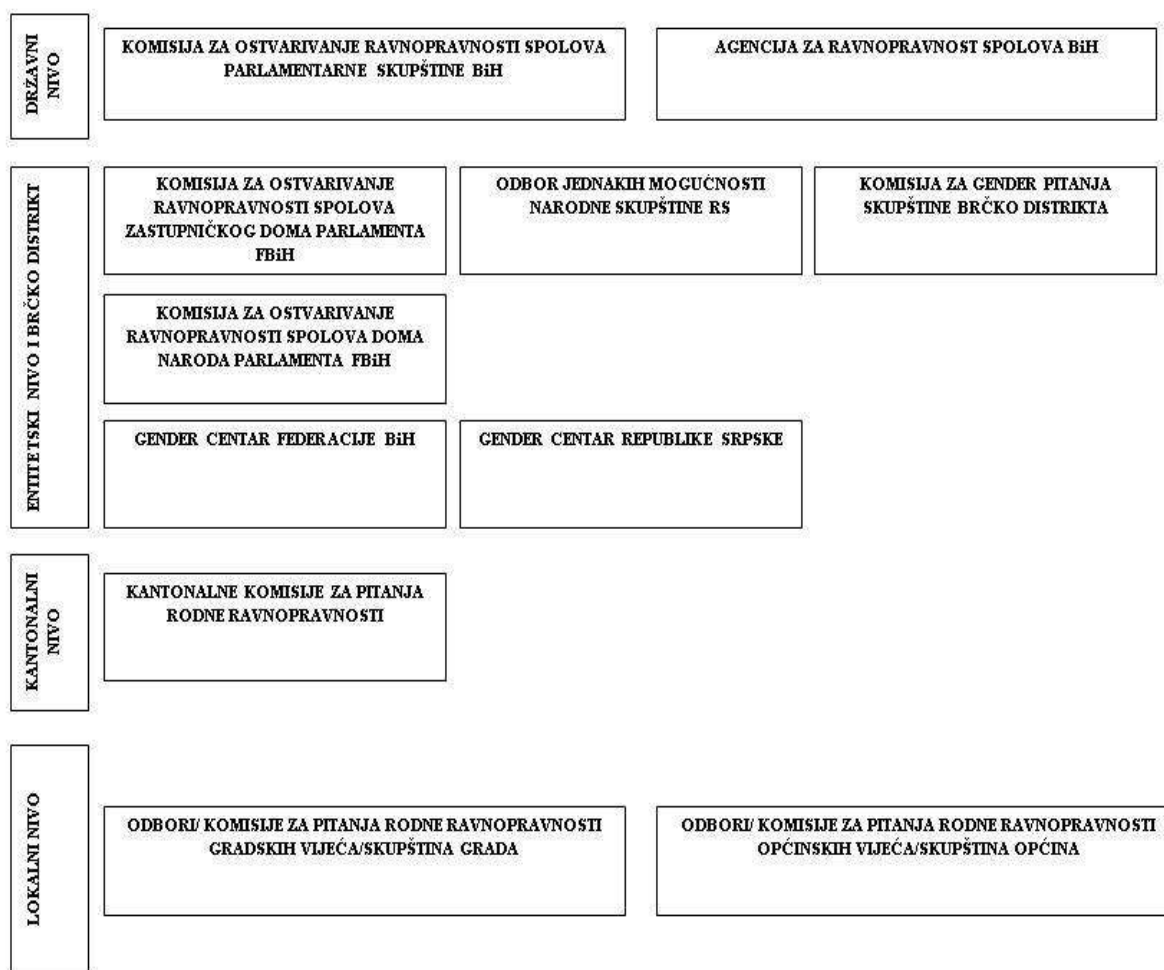 DRŽAVNI
NIVO
KOMISIJA ZA OSTVARIVANJE RAVNOPRAVNOSTI SPOLOVA
PARLAMENTARNE SKUPŠTINE BiH
AGENCIJA ZA RAVNOPRAVNOST SPOLOVA BiH
ENTITETSKI NIVO I BRČKO DISTRIKT
KOMISIJA ZA OSTVARIVANJE
RAVNOPRAVNOSTI SPOLOVA
ZASTUPNIČKOG DOMA PARLAMENTA
FBiH
ODBOR JEDNAKIH MOGUĆNOSTI
NARODNE SKUPŠTINE RS
KOMISIJA ZA GENDER PITANJA
SKUPŠTINE BRČKO DISTRIKTA
KOMISIJA ZA OSTVARIVANJE
RAVNOPRAVNOSTI SPOLOVA DOMA
NARODA PARLAMENTA FBiH
GENDER CENTAR FEDERACIJE BiH
GENDER CENTAR REPUBLIKE SRPSKE
KANTONALNI
NIVO
KANTONALNE KOMISIJE ZA PITANJA
RODNE RAVNOPRAVNOSTI
LOKALNI NIVO
ODBORI/ KOMISIJE ZA PITANJA RODNE RAVNOPRAVNOSTI
GRADSKIH VIJEĆA/SKUPŠTINA GRADA
ODBORI/ KOMISIJE ZA PITANJA RODNE RAVNOPRAVNOSTI
OPĆINSKIH VIJEĆA/SKUPŠTINA OPĆINA